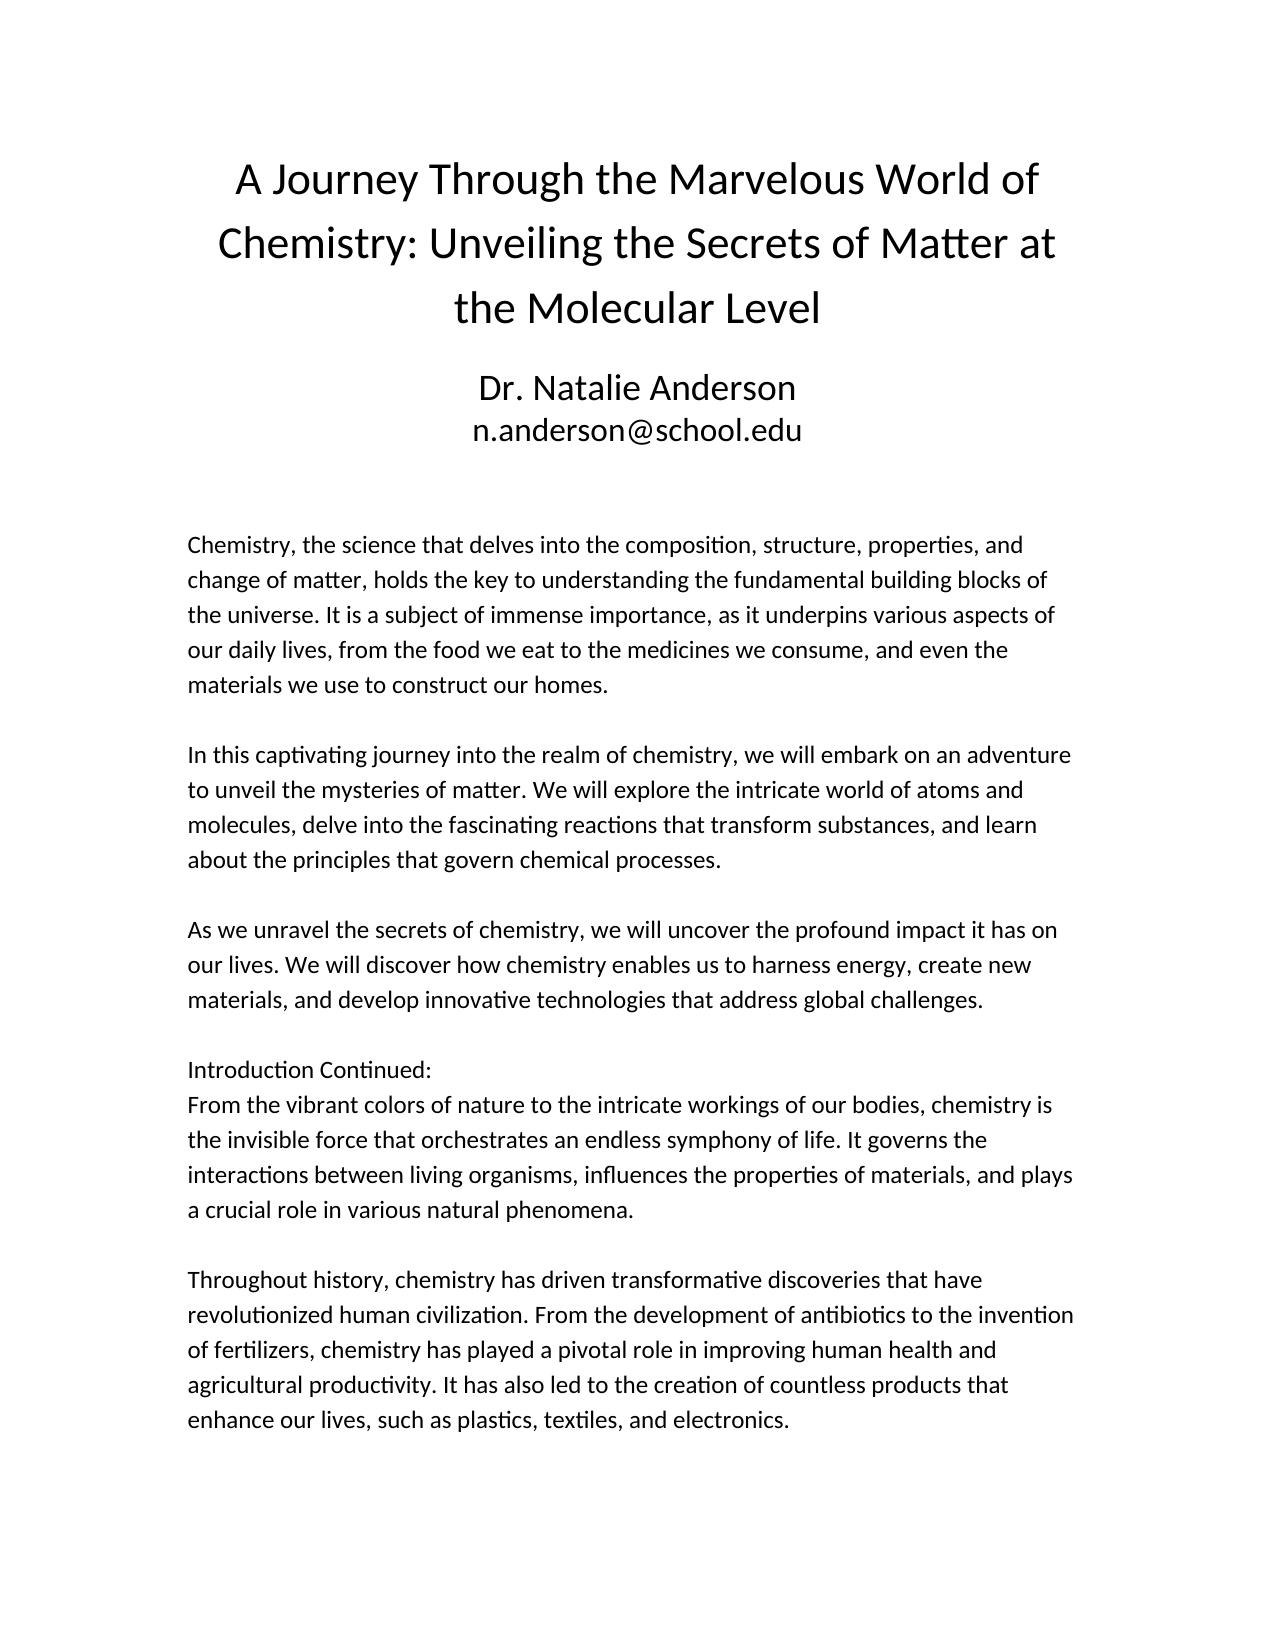 A Journey Through the Marvelous World of
Chemistry: Unveiling the Secrets of Matter at
the Molecular Level
Dr. Natalie Anderson
n.anderson@school.edu
Chemistry, the science that delves into the composition, structure, properties, and
change of matter, holds the key to understanding the fundamental building blocks of
the universe. It is a subject of immense importance, as it underpins various aspects of
our daily lives, from the food we eat to the medicines we consume, and even the
materials we use to construct our homes.
In this captivating journey into the realm of chemistry, we will embark on an adventure
to unveil the mysteries of matter. We will explore the intricate world of atoms and
molecules, delve into the fascinating reactions that transform substances, and learn
about the principles that govern chemical processes.
As we unravel the secrets of chemistry, we will uncover the profound impact it has on
our lives. We will discover how chemistry enables us to harness energy, create new
materials, and develop innovative technologies that address global challenges.
Introduction Continued:
From the vibrant colors of nature to the intricate workings of our bodies, chemistry is
the invisible force that orchestrates an endless symphony of life. It governs the
interactions between living organisms, influences the properties of materials, and plays
a crucial role in various natural phenomena.
Throughout history, chemistry has driven transformative discoveries that have
revolutionized human civilization. From the development of antibiotics to the invention
of fertilizers, chemistry has played a pivotal role in improving human health and
agricultural productivity. It has also led to the creation of countless products that
enhance our lives, such as plastics, textiles, and electronics.